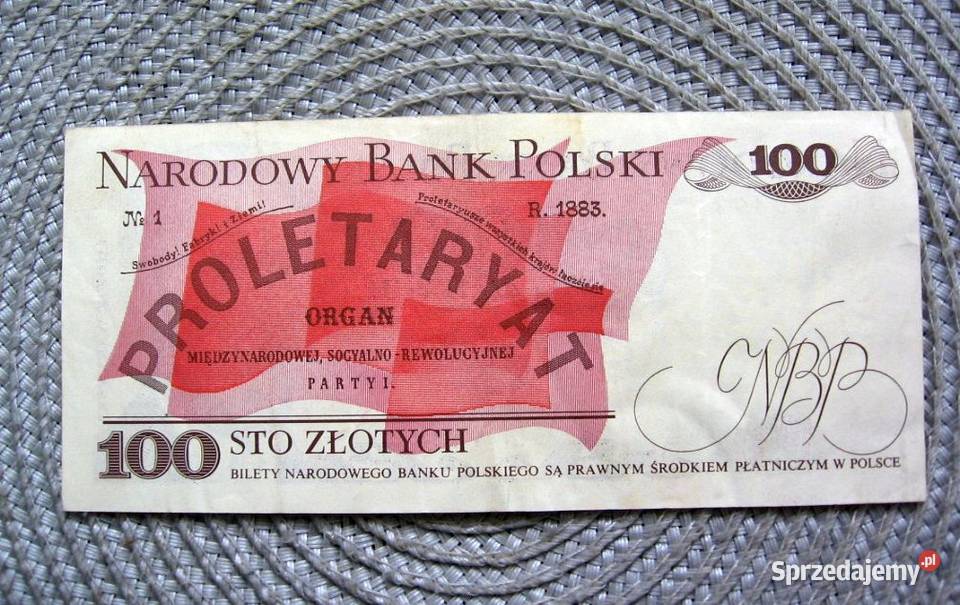 NARODOWY BANK POLSKI
100
№ 1
R. 1883.
Swobody! Fabryk! i Ziemi!
Proletaryusze wszystkich krajów łączcie się
PROLETARYAT
ORGAN
MIĘDZYNARODOWEJ, SOCYALNO-REWOLUCYJNEJ
PARTYI.
NBP
100 STO ZŁOTYCH
BILETY NARODOWEGO BANKU POLSKIEGO SĄ PRAWNYM ŚRODKIEM PŁATNICZYM W POLSCE
Sprzedajemy.pl